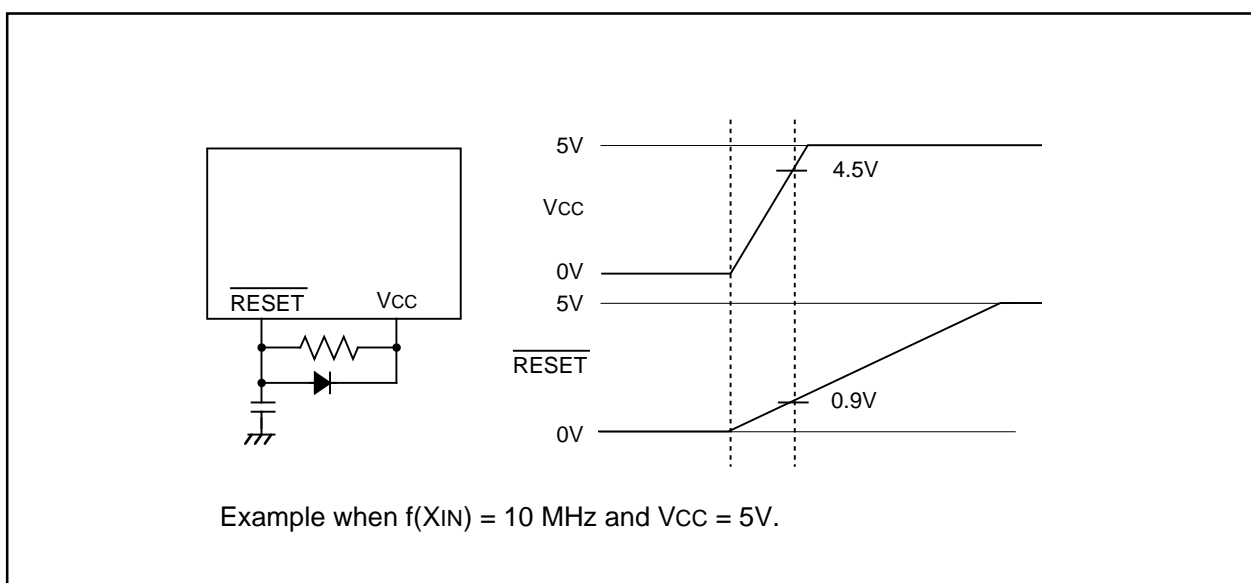 RESET
VCC
5V
4.5V
VCC
0V
5V
RESET
0.9V
0V
Example when f(XIN) = 10 MHz and VCC = 5V.